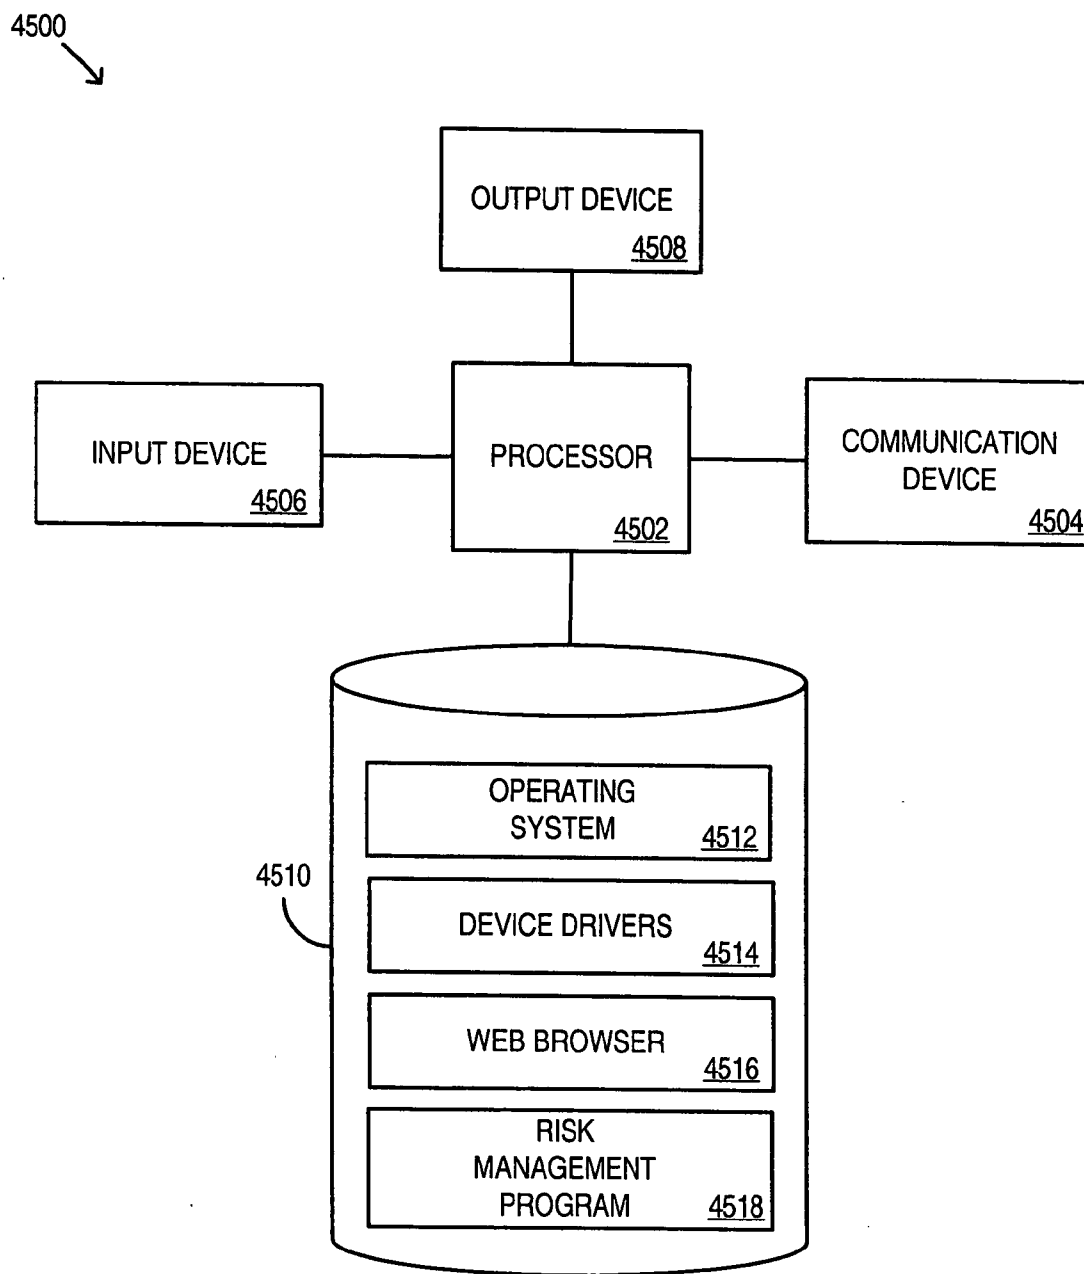 4500
OUTPUT DEVICE
4508
INPUT DEVICE
4506
PROCESSOR
4502
COMMUNICATION
DEVICE
4504
4510
OPERATING
SYSTEM
4512
DEVICE DRIVERS
4514
WEB BROWSER
4516
RISK
MANAGEMENT
PROGRAM
4518